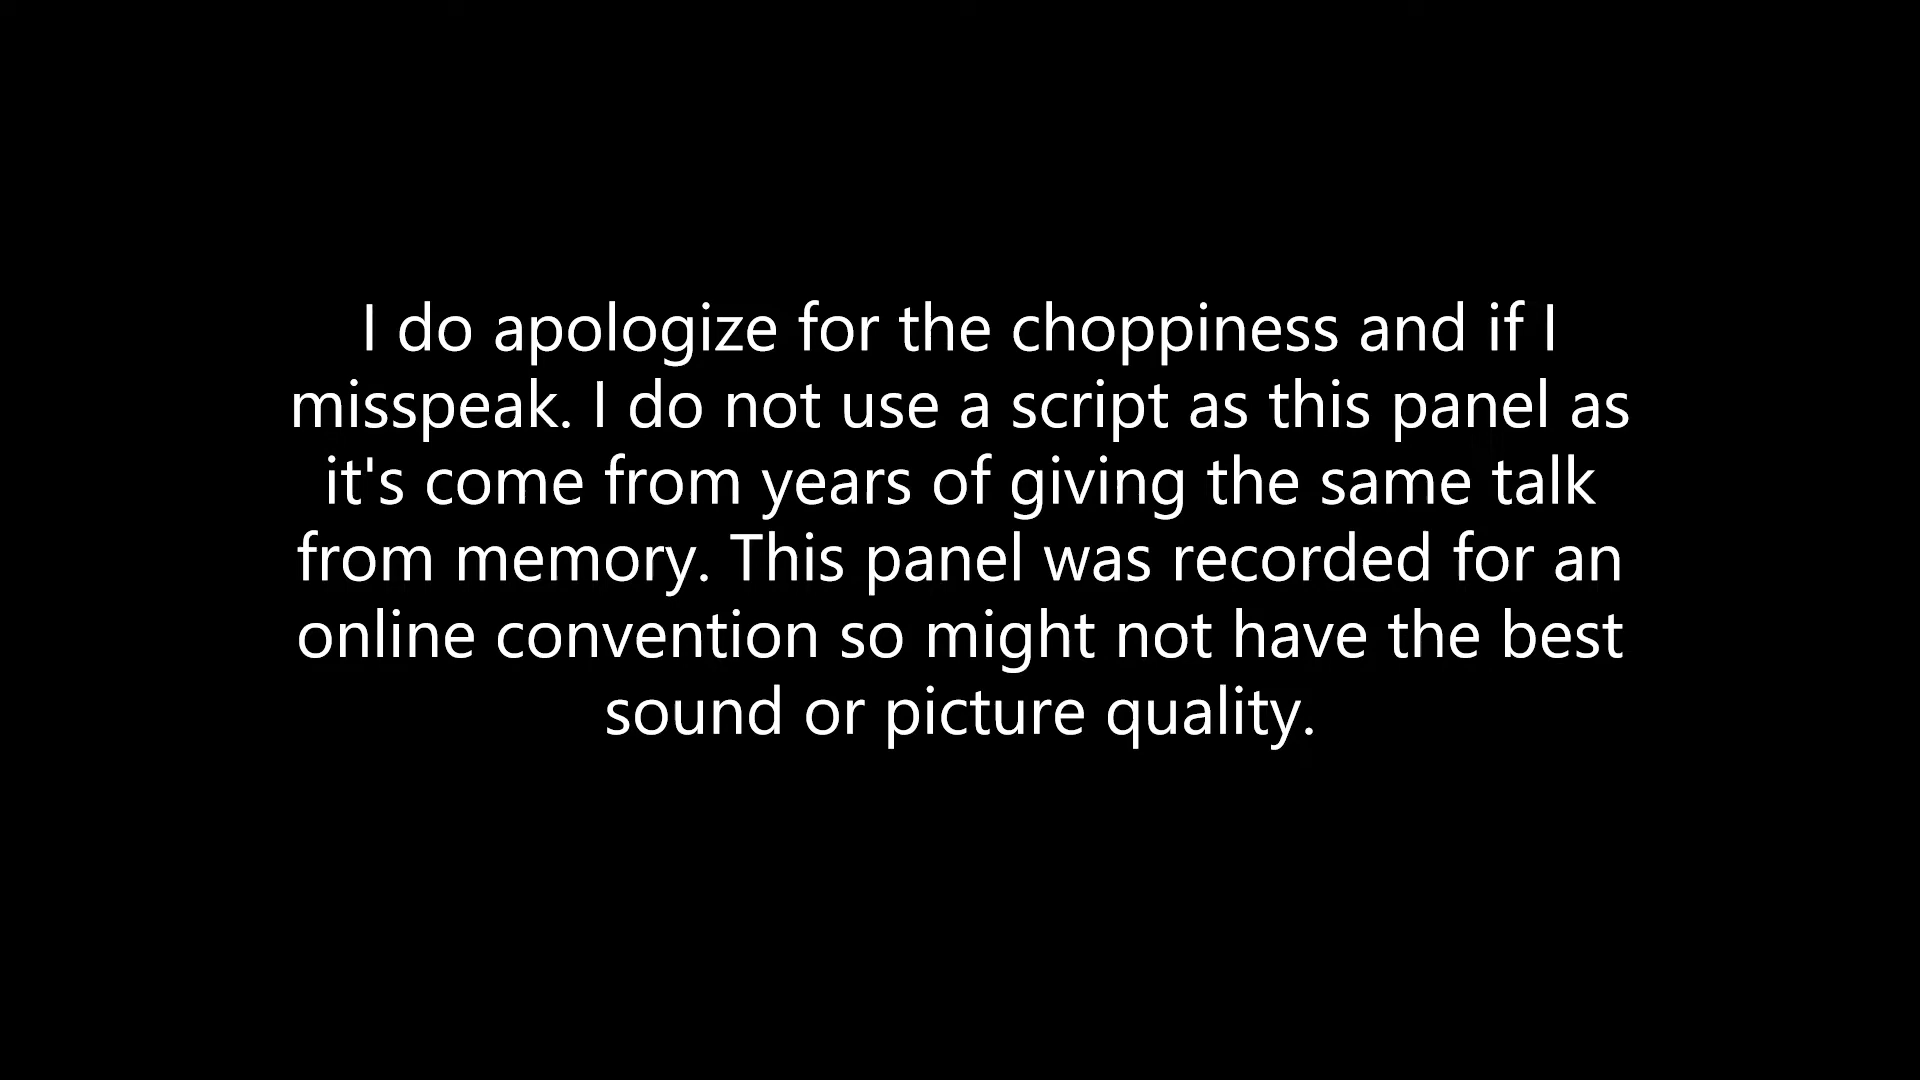 I do apologize for the choppiness and if I
misspeak. I do not use a script as this panel as
it's come from years of giving the same talk
from memory. This panel was recorded for an
online convention so might not have the best
sound or picture quality.